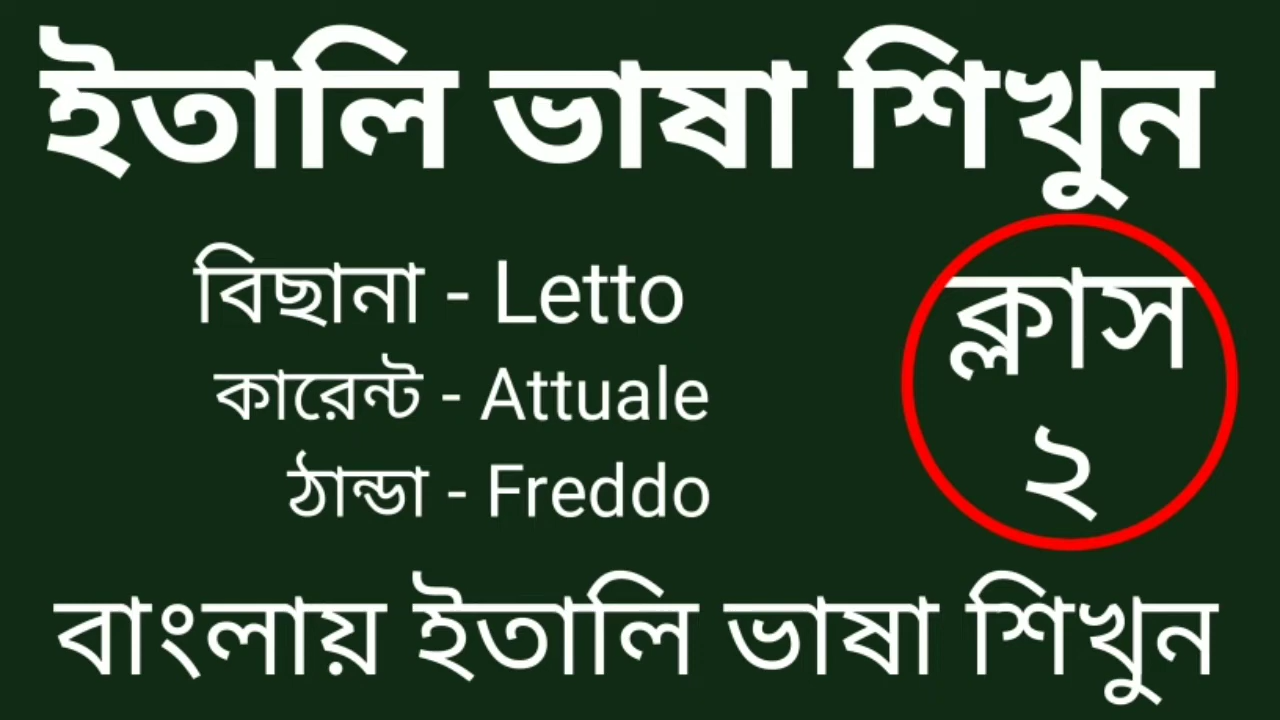 ইতালি ভাষা শিখুন
বিছানা - Letto
কারেন্ট - Attuale
ঠান্ডা - Freddo
ক্লাস
২
বাংলায় ইতালি ভাষা শিখুন